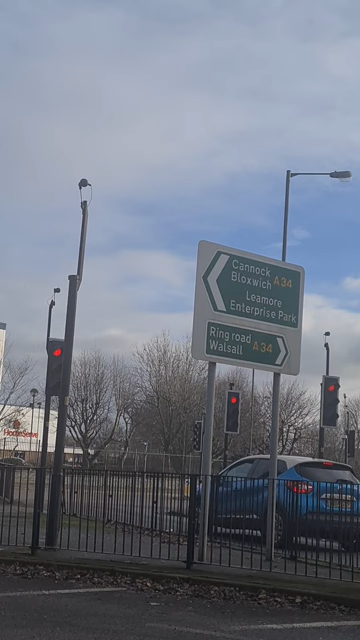 Cannock
Bloxwich A34
Leamore
Enterprise Park
Ring road
Walsall A34